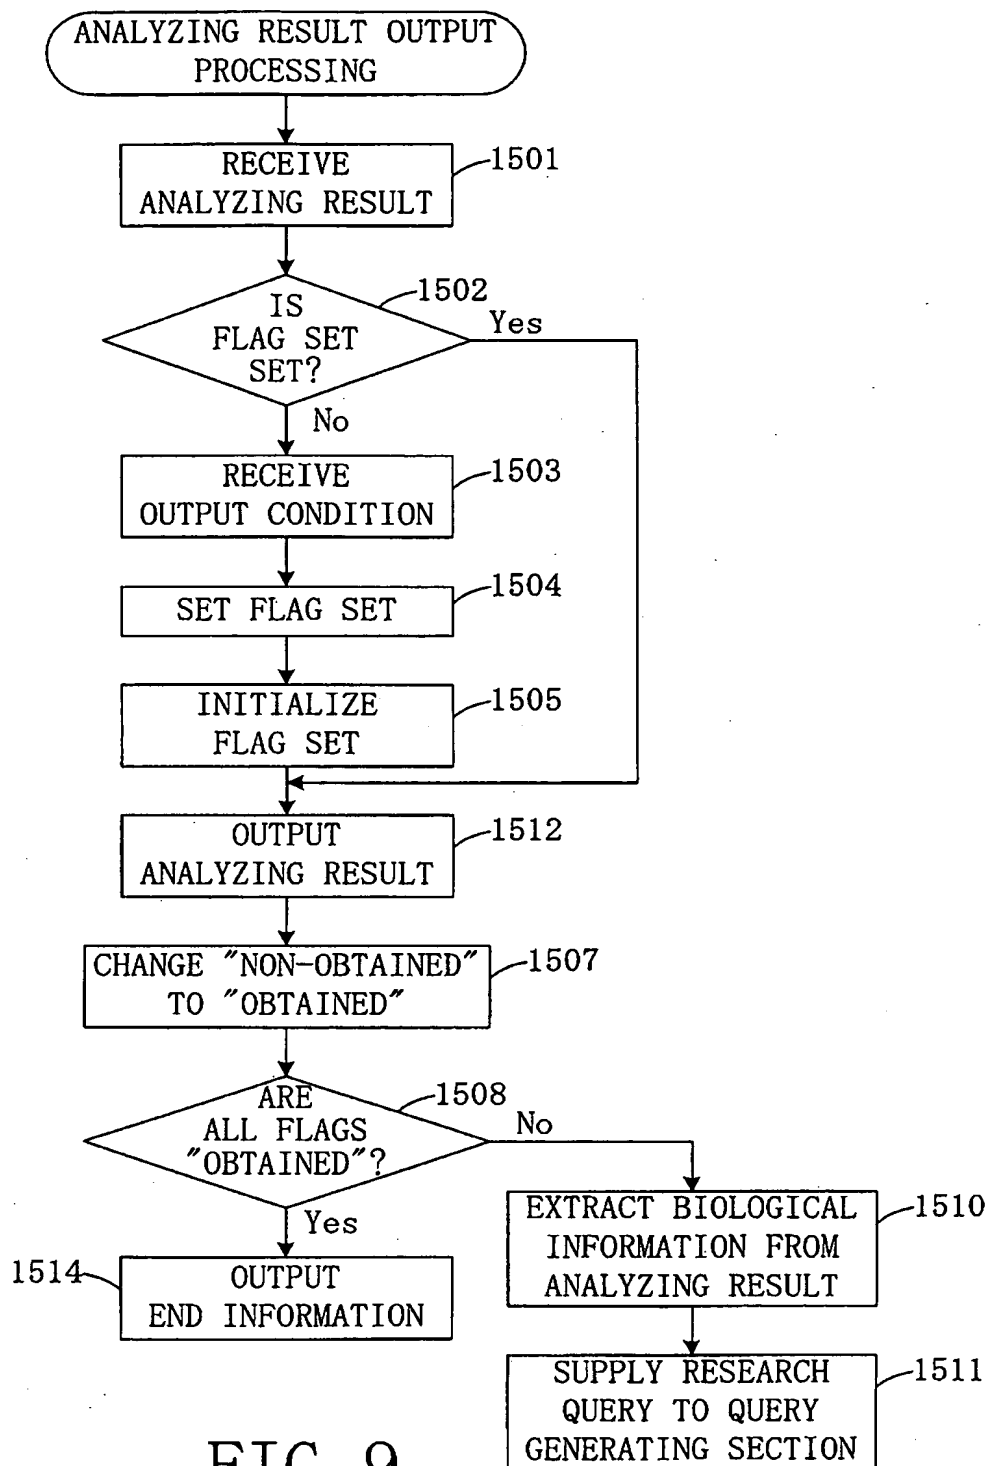 ANALYZING RESULT OUTPUT
PROCESSING
RECEIVE
ANALYZING RESULT
1501
IS
FLAG SET
SET?
1502
Yes
No
RECEIVE
OUTPUT CONDITION
1503
SET FLAG SET
1504
INITIALIZE
FLAG SET
1505
OUTPUT
ANALYZING RESULT
1512
CHANGE "NON-OBTAINED"
TO "OBTAINED"
1507
ARE
ALL FLAGS
"OBTAINED"?
1508
No
Yes
EXTRACT BIOLOGICAL
INFORMATION FROM
ANALYZING RESULT
1510
1514
OUTPUT
END INFORMATION
SUPPLY RESEARCH
QUERY TO QUERY
GENERATING SECTION
1511
FIG. 9